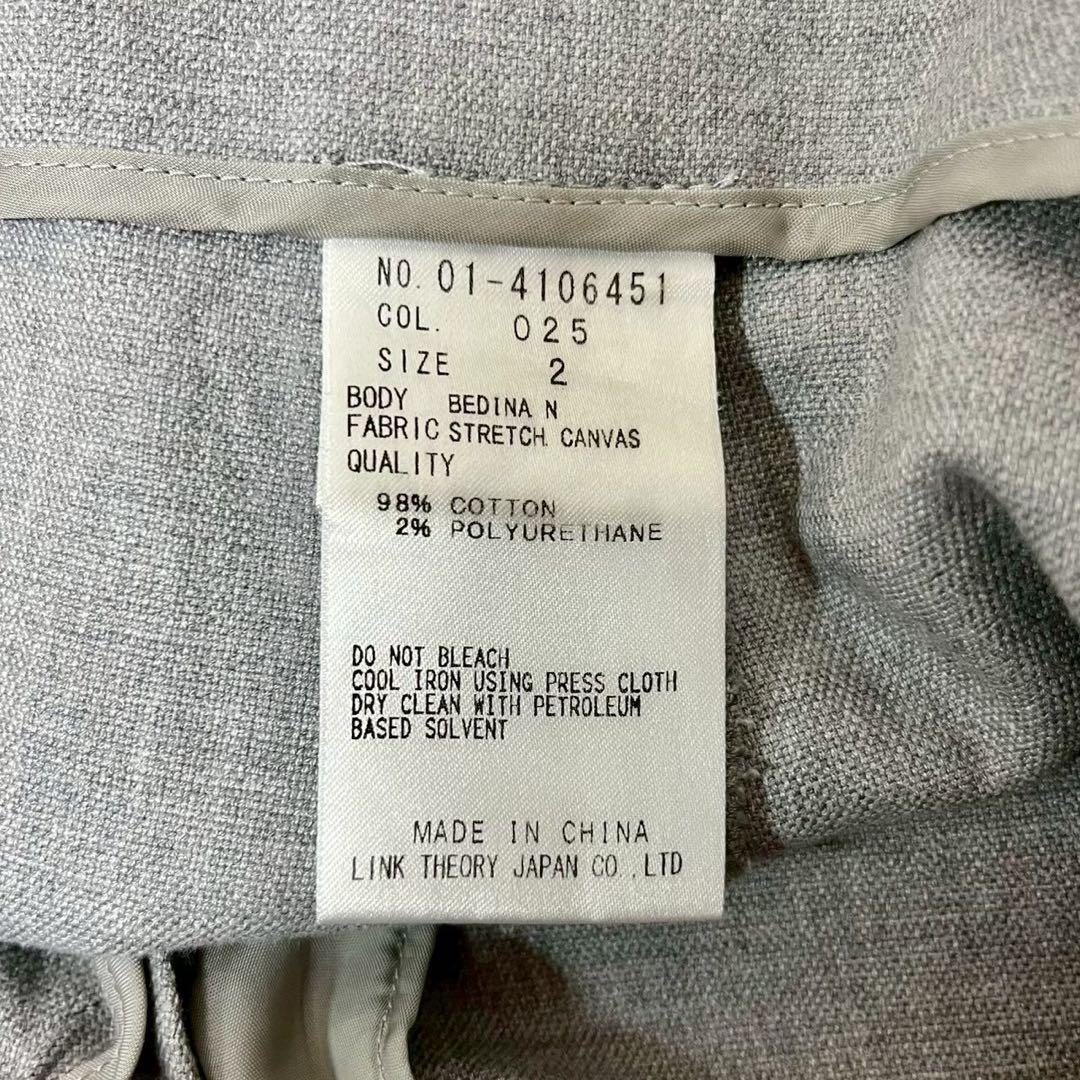 NO. 01-4106451
COL. 025
SIZE 2
BODY BEDINA N
FABRIC STRETCH CANVAS
QUALITY
98% COTTON
2% POLYURETHANE
DO NOT BLEACH
COOL IRON USING PRESS CLOTH
DRY CLEAN WITH PETROLEUM
BASED SOLVENT
MADE IN CHINA
LINK THEORY JAPAN CO.,LTD